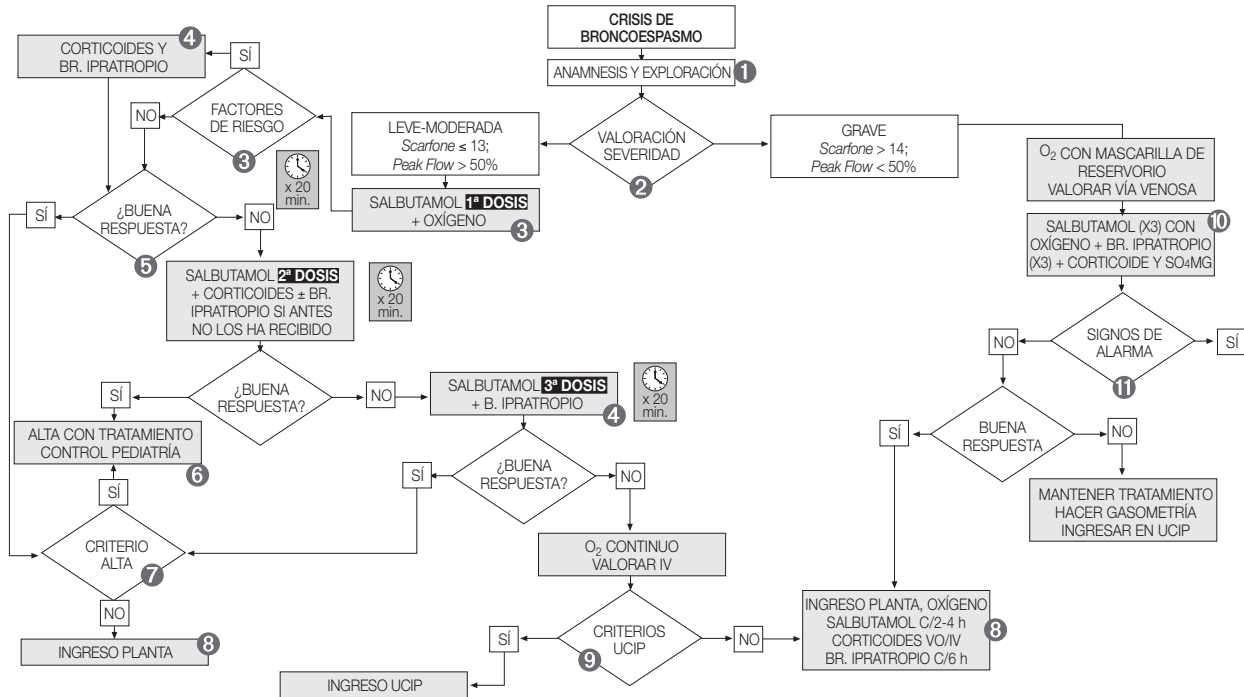 CRISIS DE
BRONCOESPASMO
ANAMNESIS Y EXPLORACIÓN
1
VALORACIÓN
SEVERIDAD
2
LEVE-MODERADA
Scarfone ≤ 13;
Peak Flow > 50%
SALBUTAMOL 1ª DOSIS
+ OXÍGENO
3
FACTORES
DE RIESGO
3
x 20
min.
SÍ
CORTICOIDES Y
BR. IPRATROPIO
4
NO
¿BUENA
RESPUESTA?
5
SÍ
NO
SALBUTAMOL 2ª DOSIS
+ CORTICOIDES ± BR.
IPRATROPIO SI ANTES
NO LOS HA RECIBIDO
x 20
min.
¿BUENA
RESPUESTA?
SÍ
ALTA CON TRATAMIENTO
CONTROL PEDIATRÍA
6
SÍ
CRITERIO
ALTA
7
NO
INGRESO PLANTA
8
NO
SALBUTAMOL 3ª DOSIS
+ B. IPRATROPIO
4
x 20
min.
¿BUENA
RESPUESTA?
SÍ
NO
O2 CONTINUO
VALORAR IV
CRITERIOS
UCIP
9
SÍ
INGRESO UCIP
NO
INGRESO PLANTA, OXÍGENO
SALBUTAMOL C/2-4 h
CORTICOIDES VO/IV
BR. IPRATROPIO C/6 h
8
GRAVE
Scarfone > 14;
Peak Flow < 50%
O2 CON MASCARILLA DE
RESERVORIO
VALORAR VÍA VENOSA
SALBUTAMOL (X3) CON
OXÍGENO + BR. IPRATROPIO
(X3) + CORTICOIDE Y SO4MG
10
SIGNOS DE
ALARMA
11
NO
SÍ
BUENA
RESPUESTA
SÍ
NO
MANTENER TRATAMIENTO
HACER GASOMETRÍA
INGRESAR EN UCIP